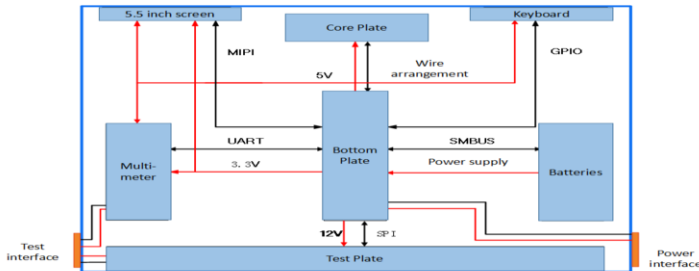 5.5 inch screen
Keyboard
Core Plate
MIPI
GPIO
Wire
arrangement
5V
UART
SMBUS
Bottom
Plate
Multi-
meter
3. 3V
Power supply
Batteries
12V
SPI
Test
interface
Power
interface
Test Plate